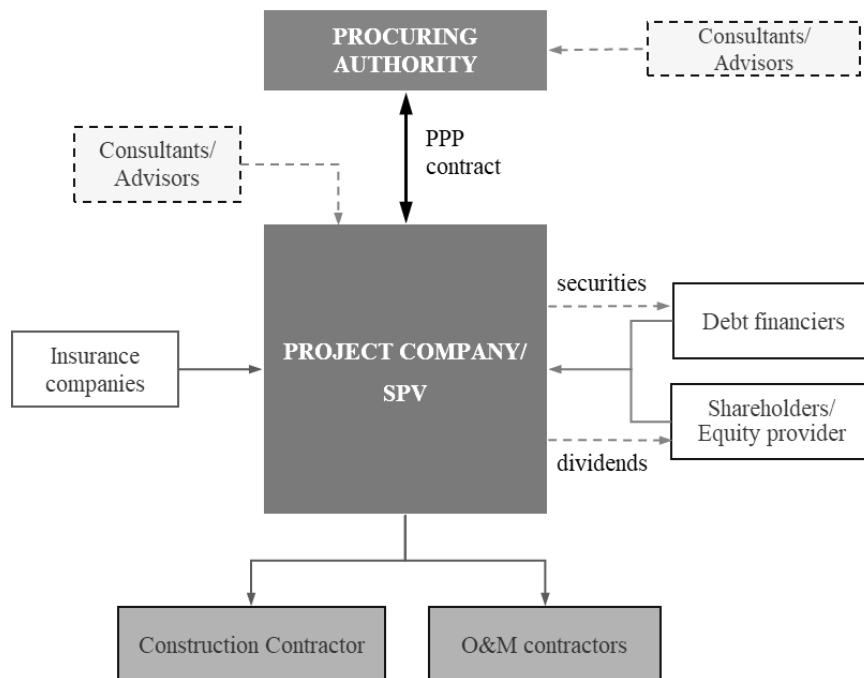 PROCURING
AUTHORITY
Consultants/
Advisors
Consultants/
Advisors
PPP
contract
securities
Debt financiers
Insurance
companies
PROJECT COMPANY/
SPV
Shareholders/
Equity provider
dividends
Construction Contractor
O&M contractors